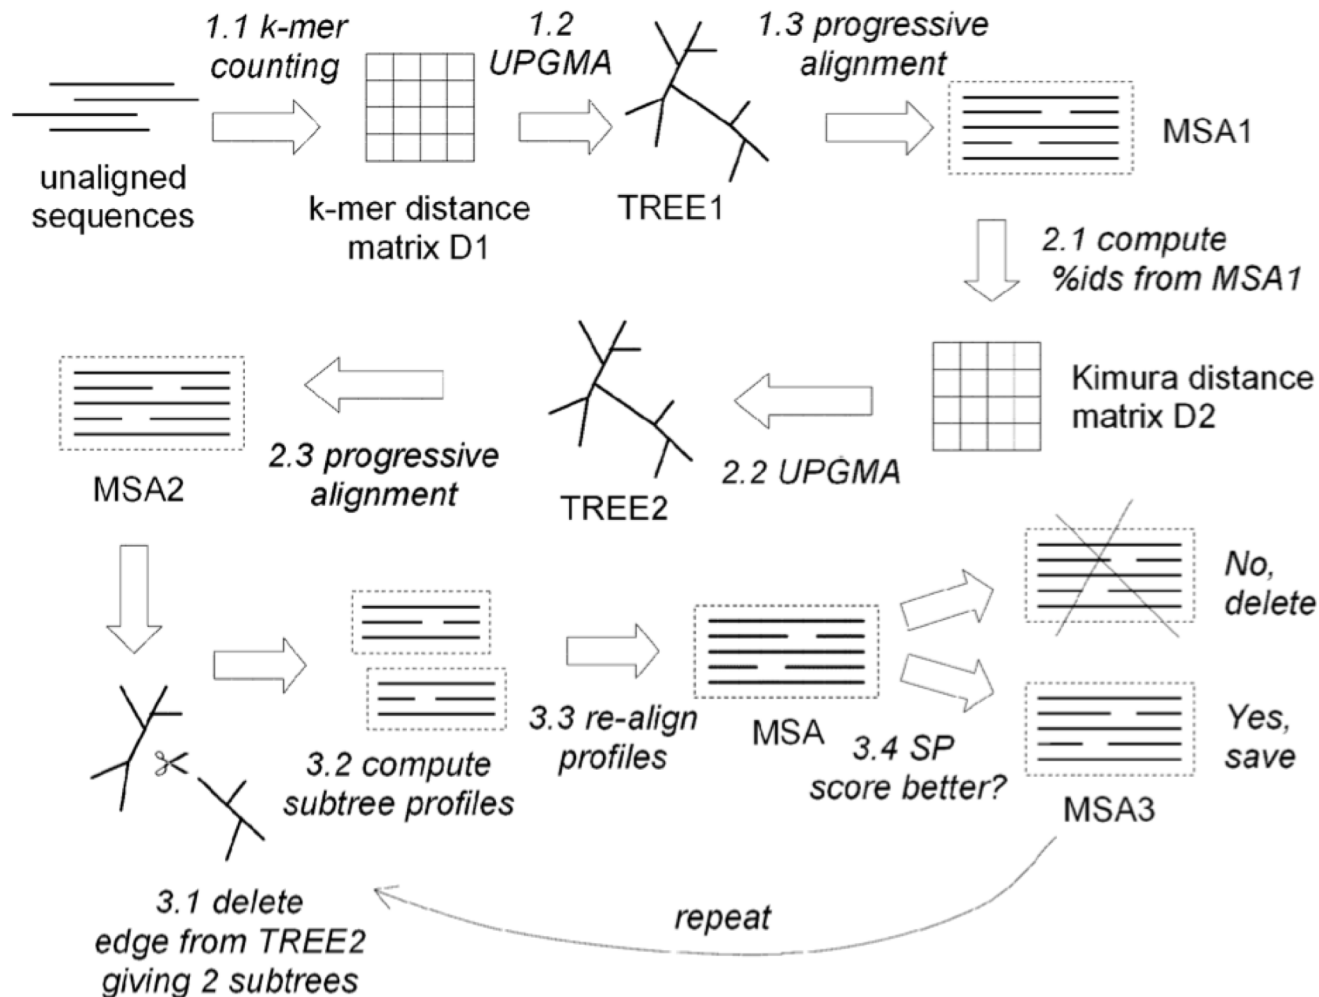 1.1 k-mer
counting
1.2
UPGMA
1.3 progressive
alignment
unaligned
sequences
k-mer distance
matrix D1
TREE1
MSA1
2.1 compute
%ids from MSA1
Kimura distance
matrix D2
2.2 UPGMA
TREE2
2.3 progressive
alignment
MSA2
3.1 delete
edge from TREE2
giving 2 subtrees
3.2 compute
subtree profiles
3.3 re-align
profiles
MSA
3.4 SP
score better?
No,
delete
Yes,
save
MSA3
repeat